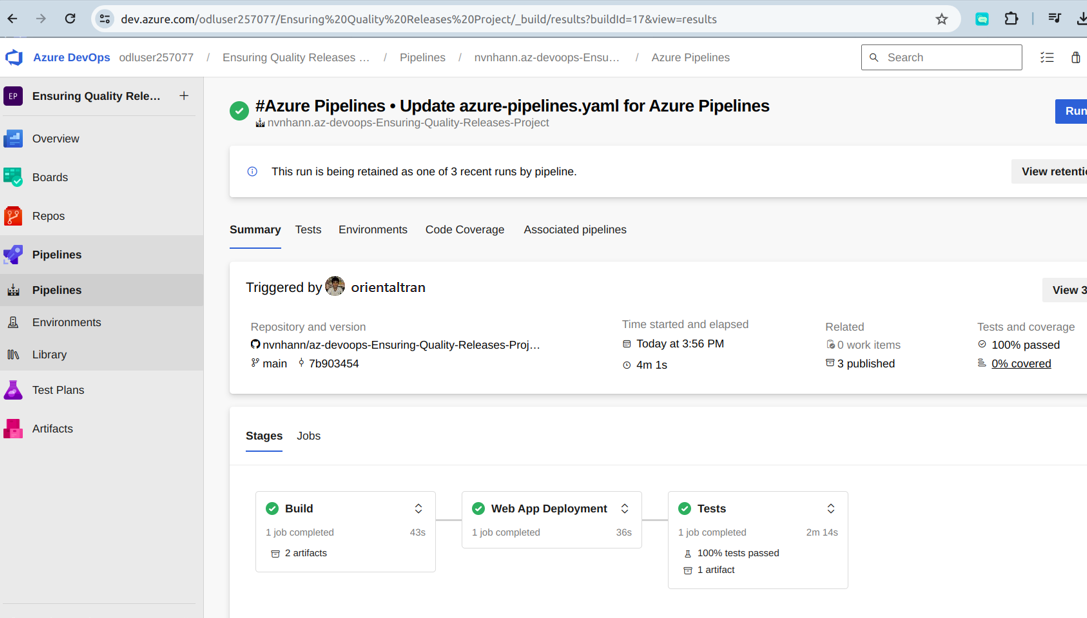 dev.azure.com/odluser257077/Ensuring%20Quality%20Releases%20Project/_build/results?buildId=17&view=results
Azure DevOps odluser257077 / Ensuring Quality Releases ... / Pipelines / nvnhann.az-devoops-Ensu... / Azure Pipelines
Search
EP Ensuring Quality Rele... +
Overview
Boards
Repos
Pipelines
Pipelines
Environments
Library
Test Plans
Artifacts
#Azure Pipelines • Update azure-pipelines.yaml for Azure Pipelines
nvnhann.az-devoops-Ensuring-Quality-Releases-Project
Run
This run is being retained as one of 3 recent runs by pipeline.
View retenti
Summary Tests Environments Code Coverage Associated pipelines
Triggered by orientaltran
View 3
Repository and version
nvnhann/az-devoops-Ensuring-Quality-Releases-Proj...
main 7b903454
Time started and elapsed
Today at 3:56 PM
4m 1s
Related
0 work items
3 published
Tests and coverage
100% passed
0% covered
Stages Jobs
Build
1 job completed 43s
2 artifacts
Web App Deployment
1 job completed 36s
Tests
1 job completed 2m 14s
100% tests passed
1 artifact